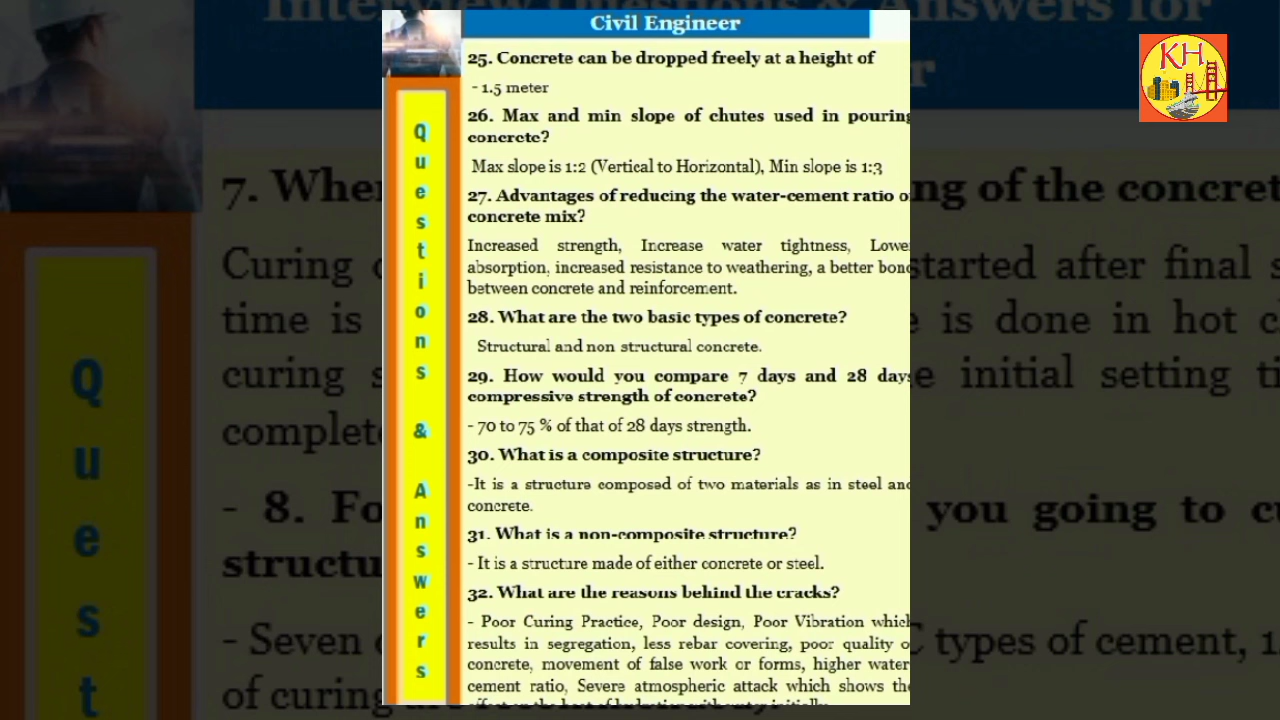 Civil Engineer
25. Concrete can be dropped freely at a height of
- 1.5 meter
26. Max and min slope of chutes used in pouring
concrete?
Max slope is 1:2 (Vertical to Horizontal), Min slope is 1:3
27. Advantages of reducing the water-cement ratio o
concrete mix?
Increased strength, Increase water tightness, Lowe
absorption, increased resistance to weathering, a better bond
between concrete and reinforcement.
28. What are the two basic types of concrete?
Structural and non structural concrete.
29. How would you compare 7 days and 28 days
compressive strength of concrete?
- 70 to 75 % of that of 28 days strength.
30. What is a composite structure?
-It is a structure composed of two materials as in steel and
concrete.
31. What is a non-composite structure?
- It is a structure made of either concrete or steel.
32. What are the reasons behind the cracks?
- Poor Curing Practice, Poor design, Poor Vibration which
results in segregation, less rebar covering, poor quality o
concrete, movement of false work or forms, higher water
cement ratio, Severe atmospheric attack which shows the
Questions & Answers
KH
7. Whe
ng of the concret
Curing
started after final s
time is
e is done in hot c
curing s
e initial setting ti
complet
- 8. Fo
you going to c
structu
- Seven
C types of cement, 1
of curing
Quest